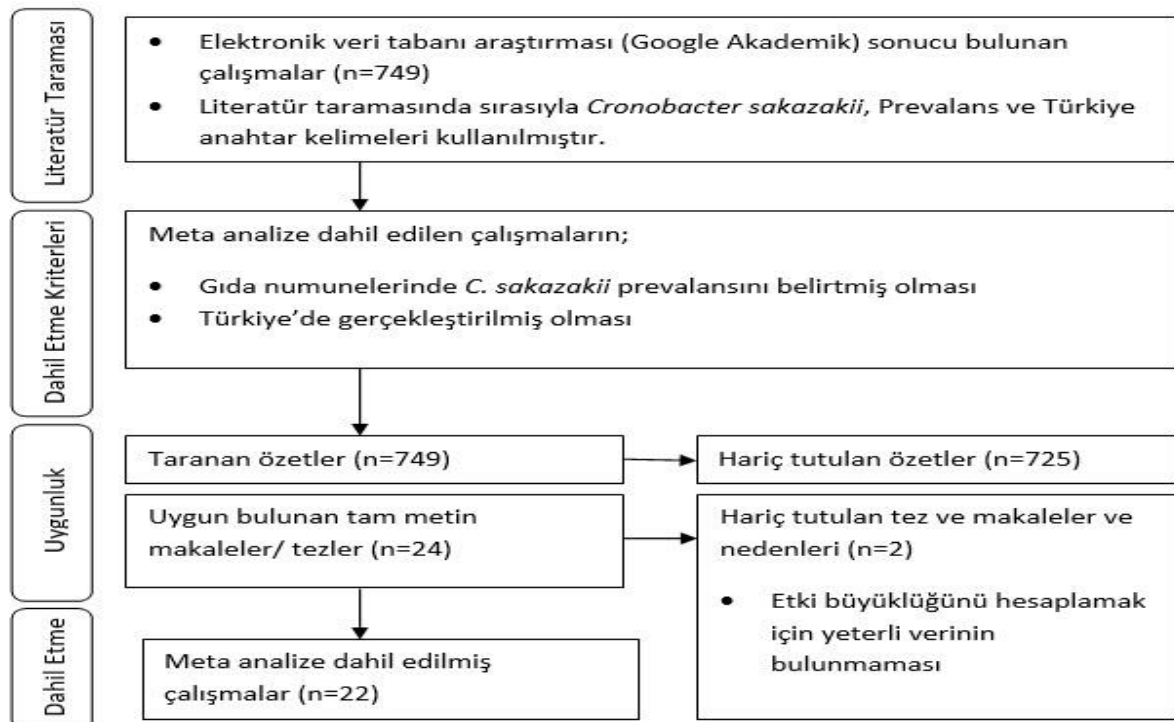 Literatür Taraması
• Elektronik veri tabanı araştırması (Google Akademik) sonucu bulunan
çalışmalar (n=749)
• Literatür taramasında sırasıyla Cronobacter sakazakii, Prevalans ve Türkiye
anahtar kelimeleri kullanılmıştır.
Dahil Etme Kriterleri
Meta analize dahil edilen çalışmaların;
• Gıda numunelerinde C. sakazakii prevalansını belirtmiş olması
• Türkiye’de gerçekleştirilmiş olması
Uygunluk
Taranan özetler (n=749)
Hariç tutulan özetler (n=725)
Uygun bulunan tam metin
makaleler/ tezler (n=24)
Hariç tutulan tez ve makaleler ve
nedenleri (n=2)
• Etki büyüklüğünü hesaplamak
için yeterli verinin
bulunmaması
Dahil Etme
Meta analize dahil edilmiş
çalışmalar (n=22)